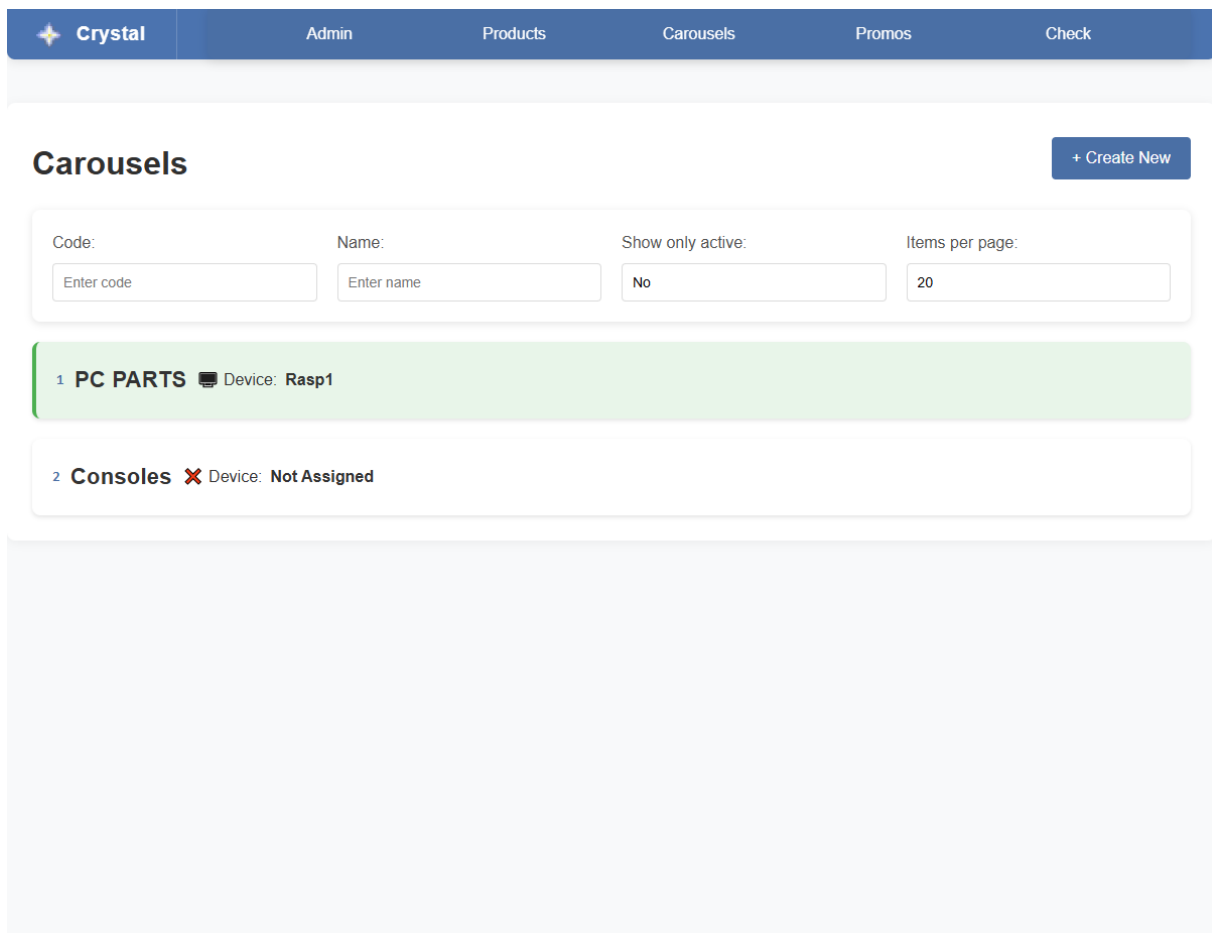 Crystal Admin Products Carousels Promos Check
Carousels
+ Create New
Code: Name: Show only active: Items per page:
Enter code Enter name No 20
1 PC PARTS Device: Rasp1
2 Consoles Device: Not Assigned